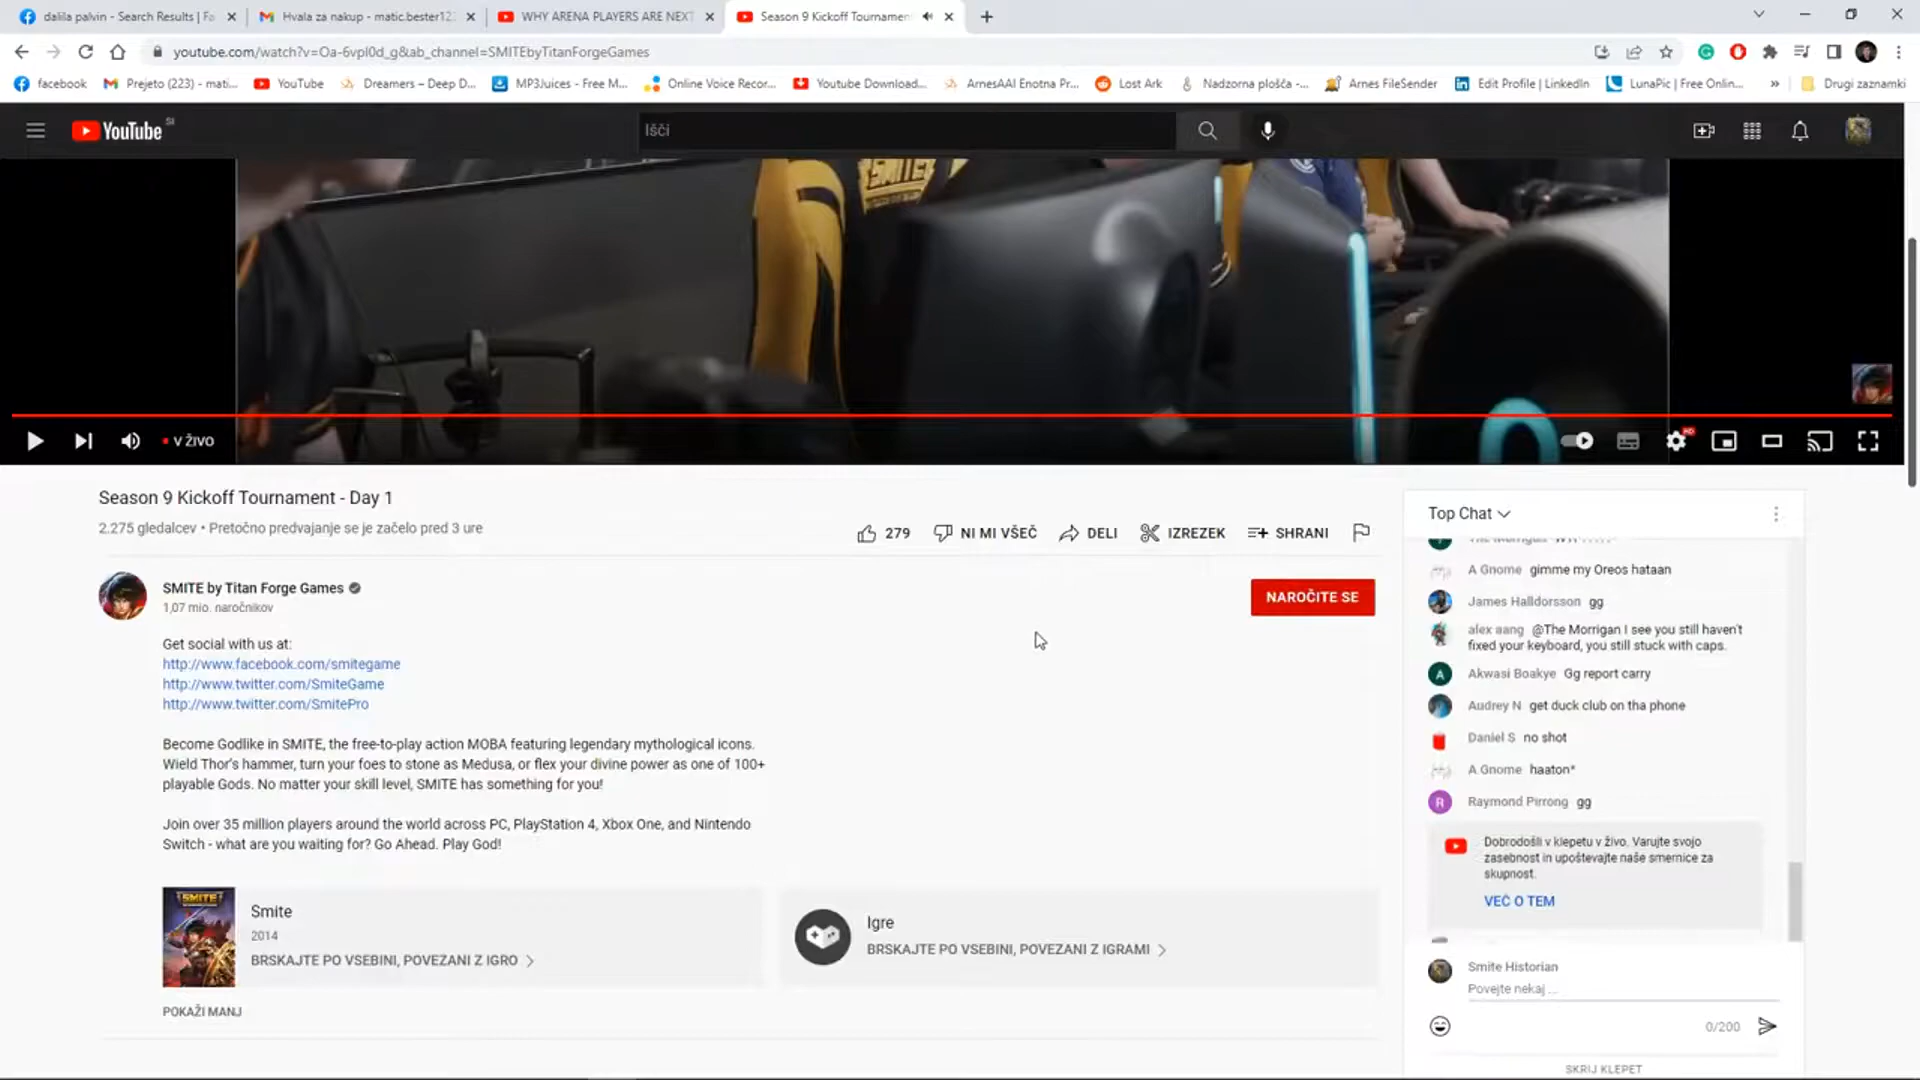 dalila palvin - Search Results | Fa
Hvala za nakup - matic.bester12
WHY ARENA PLAYERS ARE NEXT
Season 9 Kickoff Tournamen
youtube.com/watch?v=Oa-6vpI0d_g&ab_channel=SMITEbyTitanForgeGames
facebook
Prejeto (223) - mati...
YouTube
Dreamers – Deep D...
MP3Juices - Free M...
Online Voice Recor...
Youtube Download...
ArnesAAI Enotna Pr...
Lost Ark
Nadzorna plošča -...
Arnes FileSender
Edit Profile | LinkedIn
LunaPic | Free Onlin...
»
Drugi zaznamki
YouTube SI
Išči
SMITE
V ŽIVO
HD
Season 9 Kickoff Tournament - Day 1
2.275 gledalcev • Pretočno predvajanje se je začelo pred 3 ure
279
NI MI VŠEČ
DELI
IZREZEK
SHRANI
SMITE by Titan Forge Games
1,07 mio. naročnikov
NAROČITE SE
Get social with us at:
http://www.facebook.com/smitegame
http://www.twitter.com/SmiteGame
http://www.twitter.com/SmitePro
Become Godlike in SMITE, the free-to-play action MOBA featuring legendary mythological icons.
Wield Thor's hammer, turn your foes to stone as Medusa, or flex your divine power as one of 100+
playable Gods. No matter your skill level, SMITE has something for you!
Join over 35 million players around the world across PC, PlayStation 4, Xbox One, and Nintendo
Switch - what are you waiting for? Go Ahead. Play God!
SMITE
Smite
2014
BRSKAJTE PO VSEBINI, POVEZANI Z IGRO
Igre
BRSKAJTE PO VSEBINI, POVEZANI Z IGRAMI
POKAŽI MANJ
Top Chat
A Gnome gimme my Oreos hataan
James Halldorsson gg
alex aang @The Morrigan I see you still haven't
fixed your keyboard, you still stuck with caps.
A Akwasi Boakye Gg report carry
Audrey N get duck club on tha phone
Daniel S no shot
A Gnome haaton*
R Raymond Pirrong gg
Dobrodošli v klepetu v živo. Varujte svojo
zasebnost in upoštevajte naše smernice za
skupnost.
VEČ O TEM
Smite Historian
Povejte nekaj ...
0/200
SKRIJ KLEPET